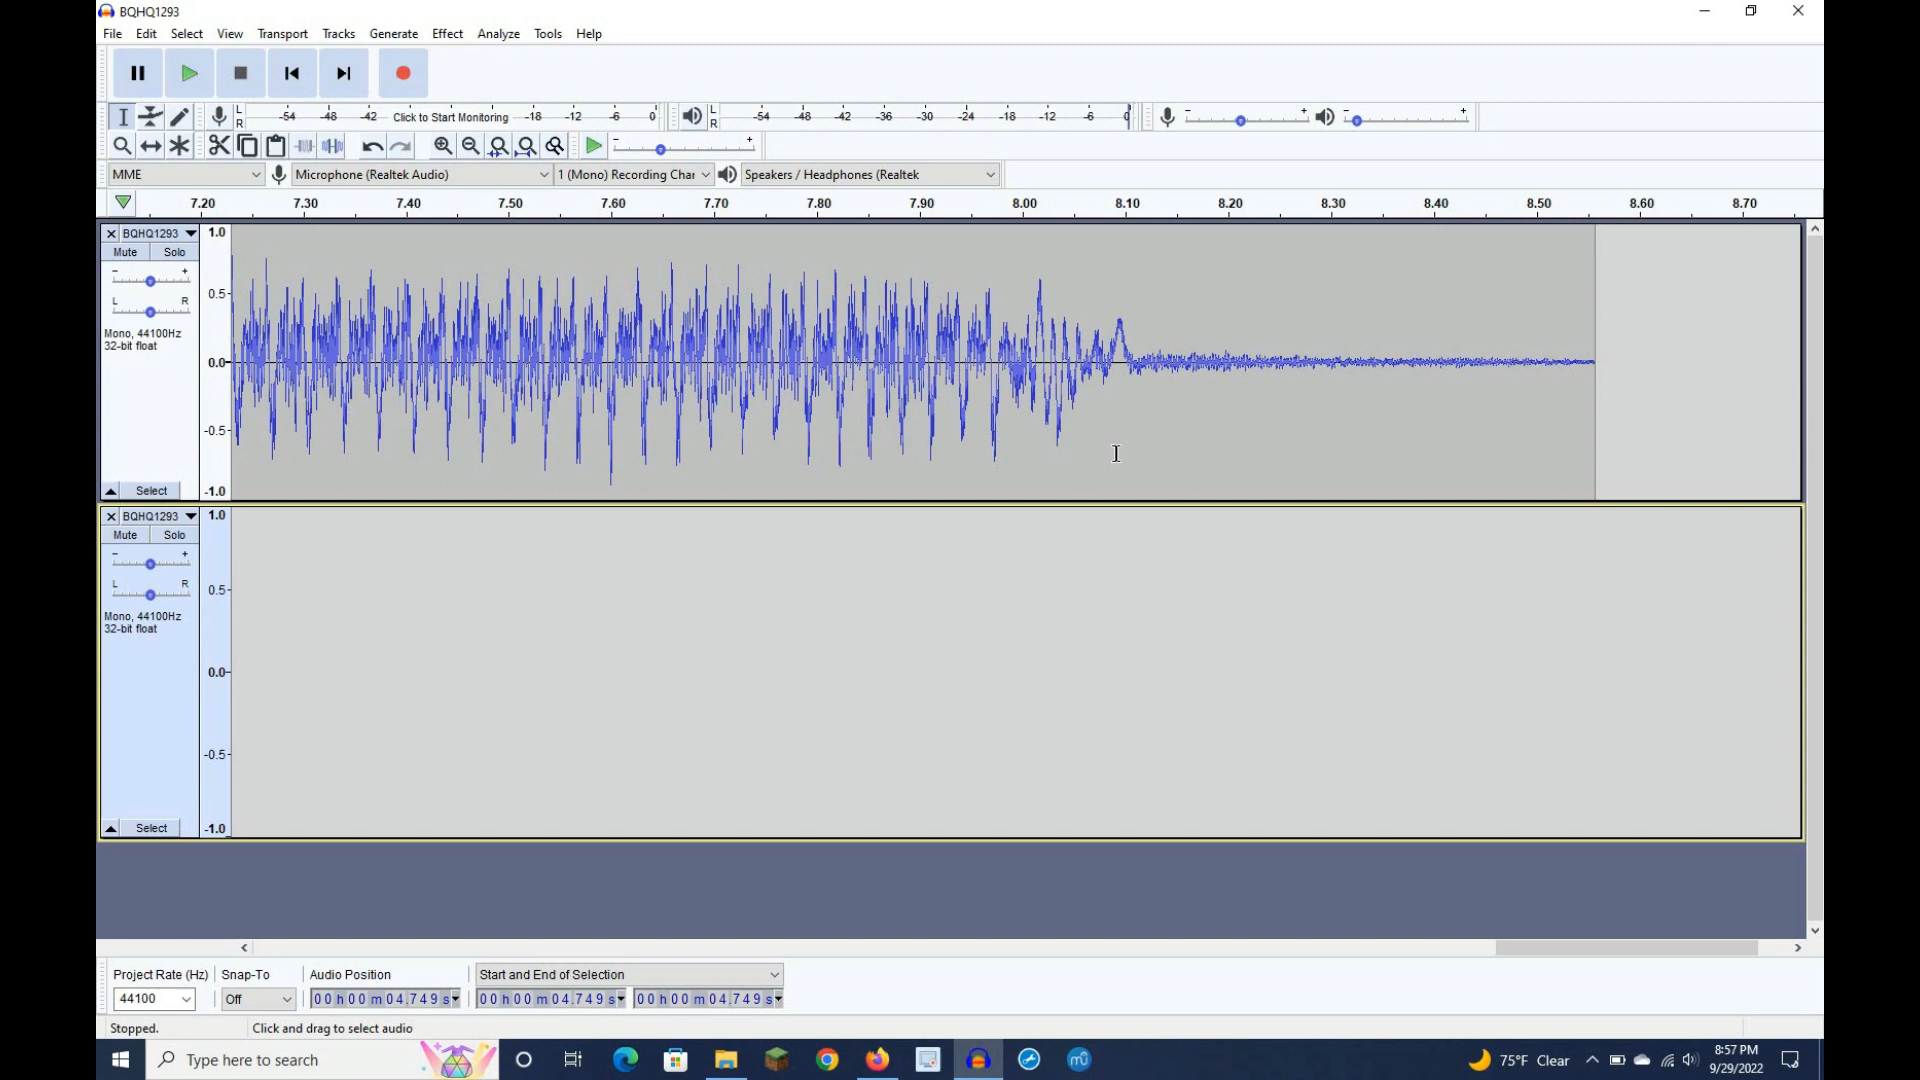 BQHQ1293
File Edit Select View Transport Tracks Generate Effect Analyze Tools Help
L R -54 -48 -42 Click to Start Monitoring -18 -12 -6 0 L R -54 -48 -42 -36 -30 -24 -18 -12 -6 0 - + - +
- +
MME Microphone (Realtek Audio) 1 (Mono) Recording Char Speakers / Headphones (Realtek
7.20 7.30 7.40 7.50 7.60 7.70 7.80 7.90 8.00 8.10 8.20 8.30 8.40 8.50 8.60 8.70
BQHQ1293 1.0
Mute Solo
- +
L R 0.5
Mono, 44100Hz
32-bit float
0.0
-0.5
Select -1.0
BQHQ1293 1.0
Mute Solo
- +
L R 0.5
Mono, 44100Hz
32-bit float
0.0
-0.5
Select -1.0
Project Rate (Hz) Snap-To Audio Position Start and End of Selection
44100 Off 00 h 00 m 04.749 s 00 h 00 m 04.749 s 00 h 00 m 04.749 s
Stopped. Click and drag to select audio
Type here to search 75°F Clear 8:57 PM
9/29/2022